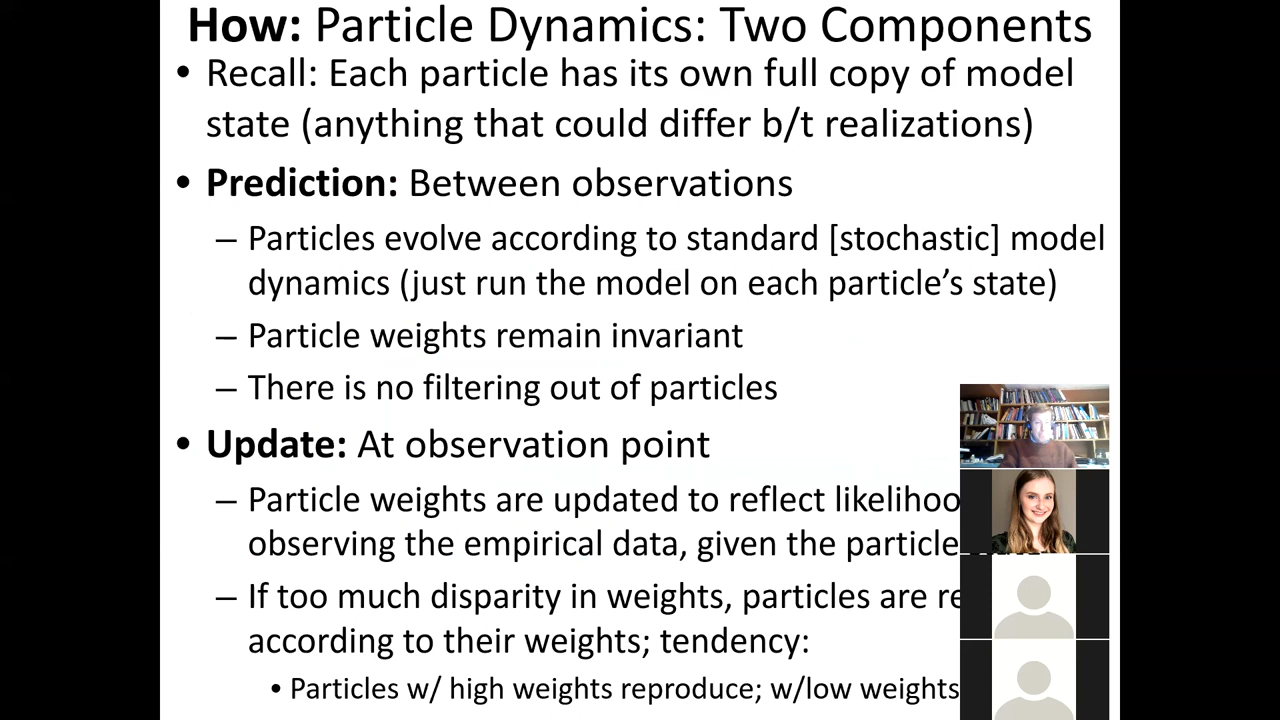 How: Particle Dynamics: Two Components
• Recall: Each particle has its own full copy of model
state (anything that could differ b/t realizations)
• Prediction: Between observations
– Particles evolve according to standard [stochastic] model
dynamics (just run the model on each particle’s state)
– Particle weights remain invariant
– There is no filtering out of particles
• Update: At observation point
– Particle weights are updated to reflect
observing the empirical data, given the particle
– If too much disparity in weights, particles are
according to their weights; tendency:
• Particles w/ high weights reproduce; w/low weights